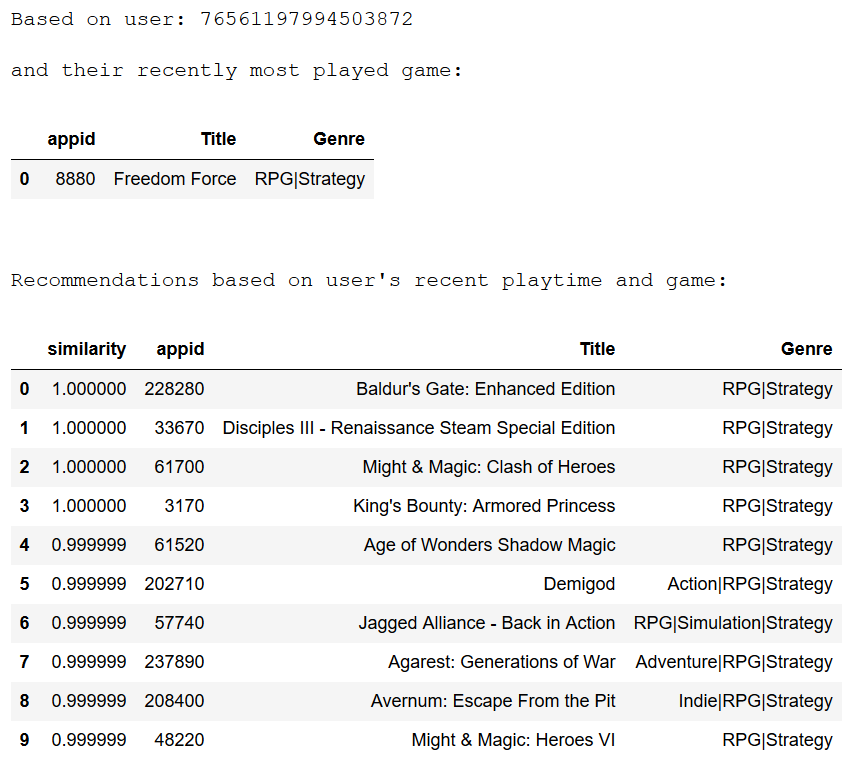 Based on user: 76561197994503872
and their recently most played game:
appid Title Genre
0 8880 Freedom Force RPG|Strategy
Recommendations based on user's recent playtime and game:
similarity appid Title Genre
0 1.000000 228280 Baldur's Gate: Enhanced Edition RPG|Strategy
1 1.000000 33670 Disciples III - Renaissance Steam Special Edition RPG|Strategy
2 1.000000 61700 Might & Magic: Clash of Heroes RPG|Strategy
3 1.000000 3170 King's Bounty: Armored Princess RPG|Strategy
4 0.999999 61520 Age of Wonders Shadow Magic RPG|Strategy
5 0.999999 202710 Demigod Action|RPG|Strategy
6 0.999999 57740 Jagged Alliance - Back in Action RPG|Simulation|Strategy
7 0.999999 237890 Agarest: Generations of War Adventure|RPG|Strategy
8 0.999999 208400 Avernum: Escape From the Pit Indie|RPG|Strategy
9 0.999999 48220 Might & Magic: Heroes VI RPG|Strategy